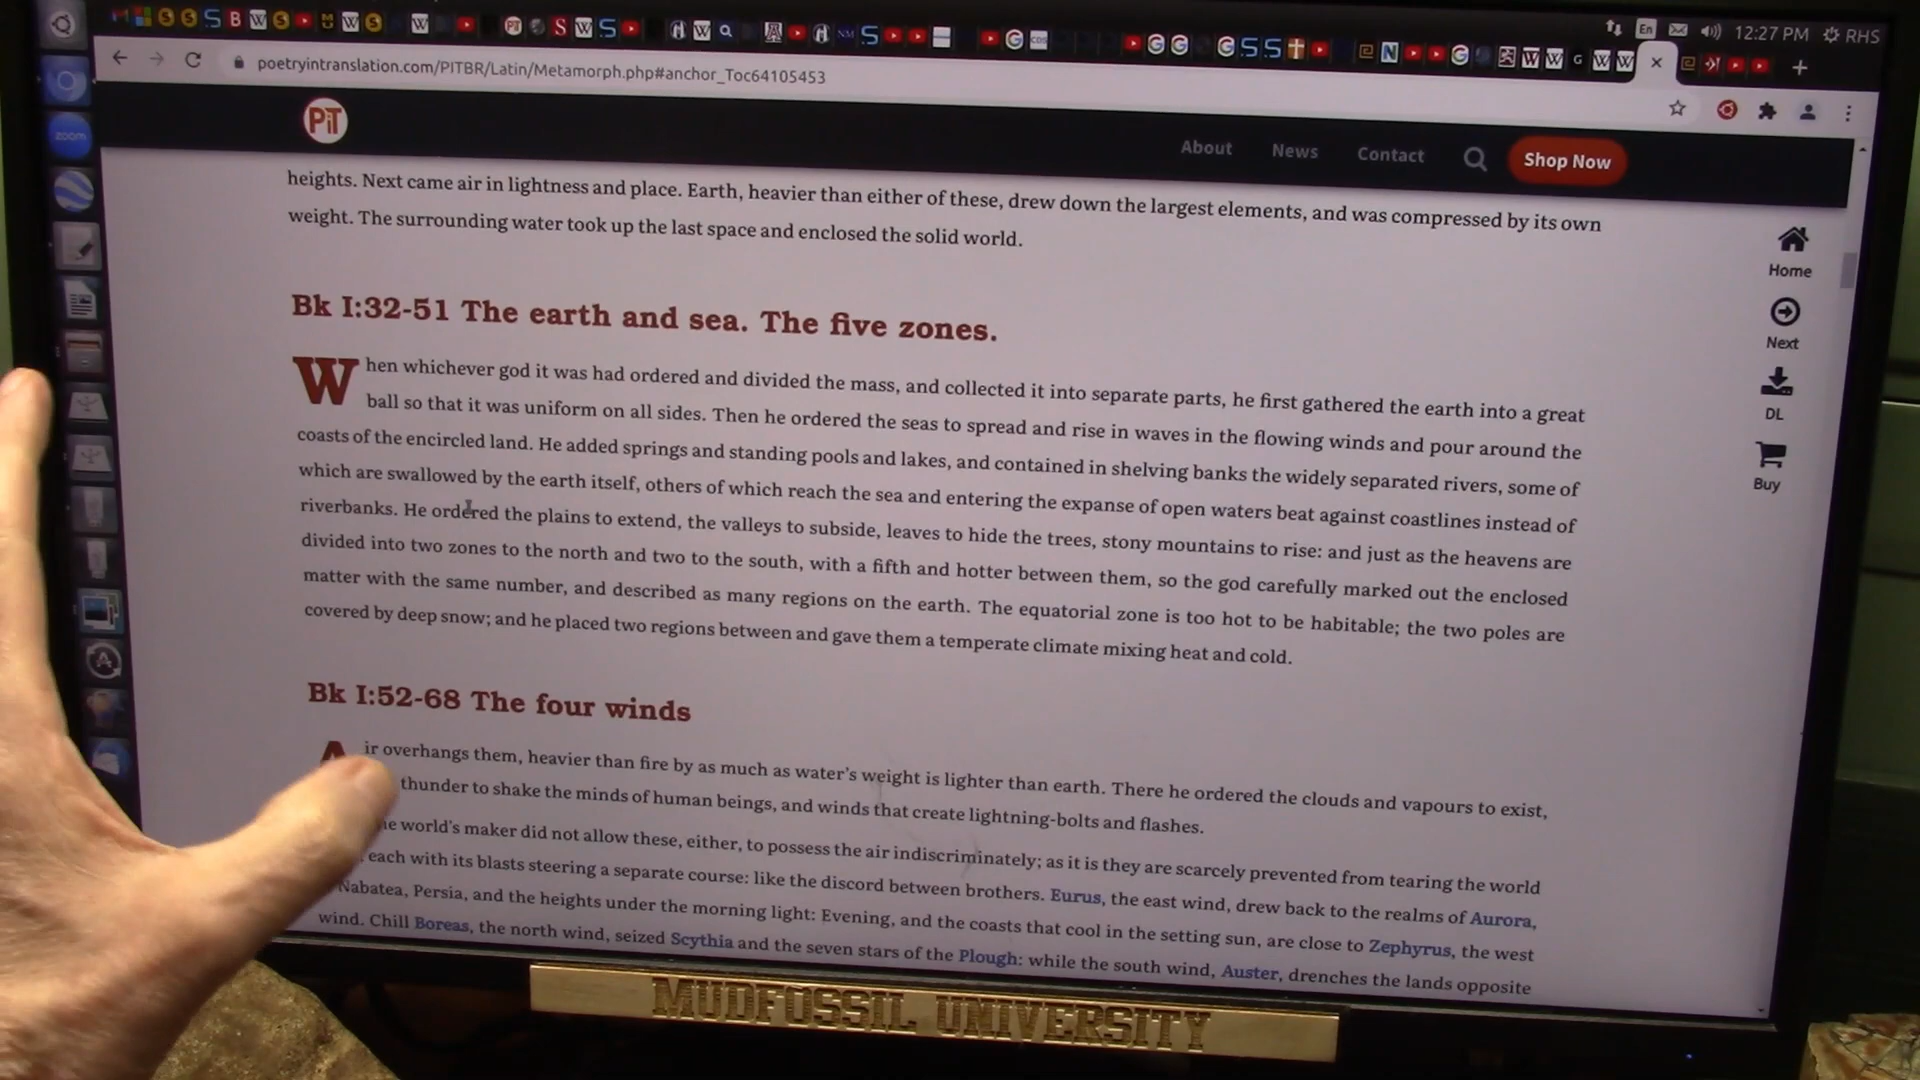 12:27 PM RHS
poetryintranslation.com/PITBR/Latin/Metamorph.php#anchor_Toc64105453
PiT
About News Contact Shop Now
heights. Next came air in lightness and place. Earth, heavier than either of these, drew down the largest elements, and was compressed by its own
weight. The surrounding water took up the last space and enclosed the solid world.
Home
Next
DL
Buy
Bk I:32-51 The earth and sea. The five zones.
When whichever god it was had ordered and divided the mass, and collected it into separate parts, he first gathered the earth into a great
ball so that it was uniform on all sides. Then he ordered the seas to spread and rise in waves in the flowing winds and pour around the
coasts of the encircled land. He added springs and standing pools and lakes, and contained in shelving banks the widely separated rivers, some of
which are swallowed by the earth itself, others of which reach the sea and entering the expanse of open waters beat against coastlines instead of
riverbanks. He ordered the plains to extend, the valleys to subside, leaves to hide the trees, stony mountains to rise: and just as the heavens are
divided into two zones to the north and two to the south, with a fifth and hotter between them, so the god carefully marked out the enclosed
matter with the same number, and described as many regions on the earth. The equatorial zone is too hot to be habitable; the two poles are
covered by deep snow; and he placed two regions between and gave them a temperate climate mixing heat and cold.
Bk I:52-68 The four winds
Air overhangs them, heavier than fire by as much as water's weight is lighter than earth. There he ordered the clouds and vapours to exist,
thunder to shake the minds of human beings, and winds that create lightning-bolts and flashes.
world's maker did not allow these, either, to possess the air indiscriminately; as it is they are scarcely prevented from tearing the world
each with its blasts steering a separate course: like the discord between brothers. Eurus, the east wind, drew back to the realms of Aurora,
Nabatea, Persia, and the heights under the morning light: Evening, and the coasts that cool in the setting sun, are close to Zephyrus, the west
wind. Chill Boreas, the north wind, seized Scythia and the seven stars of the Plough: while the south wind, Auster, drenches the lands opposite
MUDFOSSIL UNIVERSITY
zoom